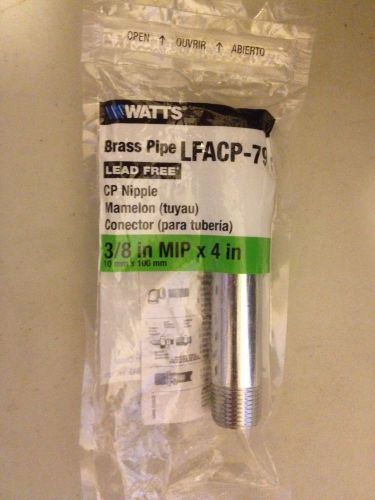 OPEN ↑ OUVRIR ↑ ABIERTO
WATTS®
Brass Pipe LFACP-79
LEAD FREE*
CP Nipple
Mamelon (tuyau)
Conector (para tubería)
3/8 in MIP x 4 in
10 mm x 100 mm